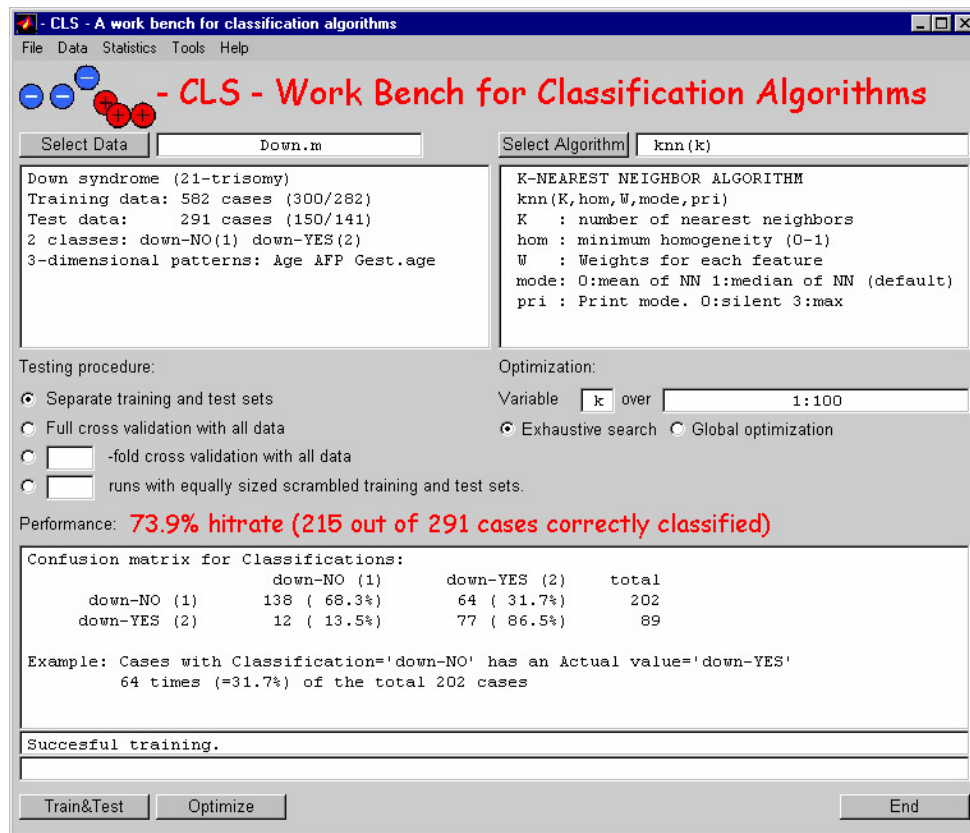 - CLS - A work bench for classification algorithms
File Data Statistics Tools Help
- CLS - Work Bench for Classification Algorithms
Select Data Down.m Select Algorithm knn(k)
Down syndrome (21-trisomy)
Training data: 582 cases (300/282)
Test data: 291 cases (150/141)
2 classes: down-NO(1) down-YES(2)
3-dimensional patterns: Age AFP Gest.age
K-NEAREST NEIGHBOR ALGORITHM
knn(K,hom,W,mode,pri)
K : number of nearest neighbors
hom : minimum homogeneity (0-1)
W : Weights for each feature
mode: 0:mean of NN 1:median of NN (default)
pri : Print mode. 0:silent 3:max
Testing procedure:
Separate training and test sets
Full cross validation with all data
-fold cross validation with all data
runs with equally sized scrambled training and test sets.
Optimization:
Variable k over 1:100
Exhaustive search Global optimization
Performance: 73.9% hitrate (215 out of 291 cases correctly classified)
Confusion matrix for Classifications:
down-NO (1) down-YES (2) total
down-NO (1) 138 ( 68.3%) 64 ( 31.7%) 202
down-YES (2) 12 ( 13.5%) 77 ( 86.5%) 89
Example: Cases with Classification='down-NO' has an Actual value='down-YES'
64 times (=31.7%) of the total 202 cases
Succesful training.
Train&Test Optimize End